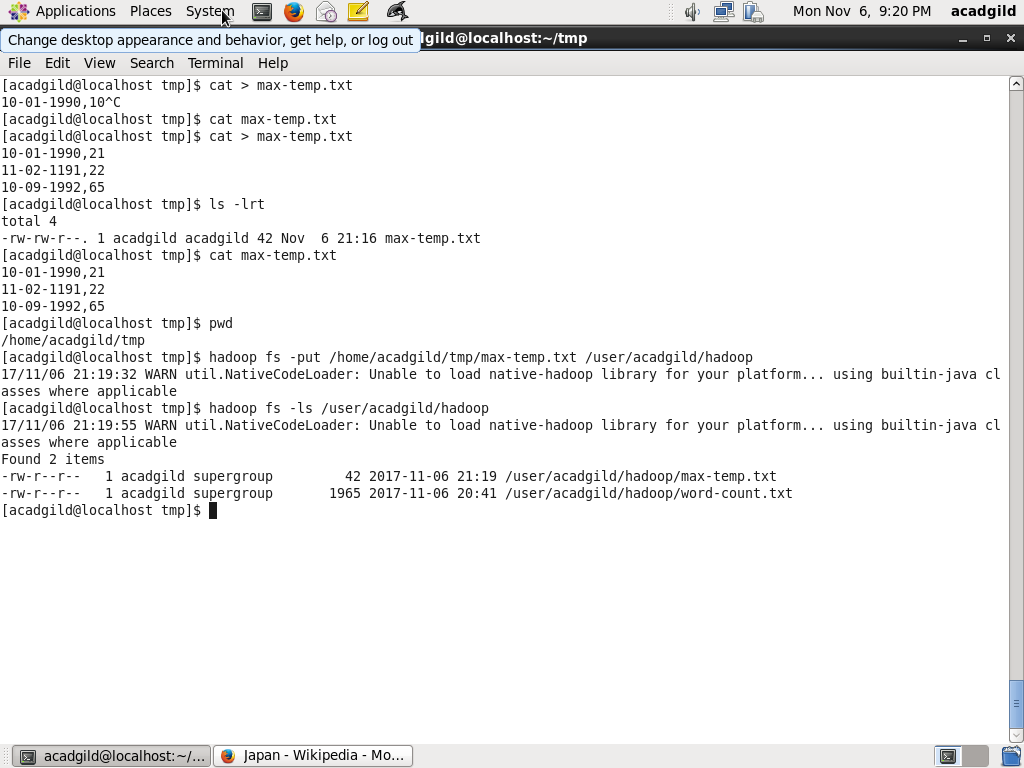 Applications Places System Mon Nov 6, 9:20 PM acadgild
Change desktop appearance and behavior, get help, or log out
gild@localhost:~/tmp
File Edit View Search Terminal Help
[acadgild@localhost tmp]$ cat > max-temp.txt
10-01-1990,10^C
[acadgild@localhost tmp]$ cat max-temp.txt
[acadgild@localhost tmp]$ cat > max-temp.txt
10-01-1990,21
11-02-1191,22
10-09-1992,65
[acadgild@localhost tmp]$ ls -lrt
total 4
-rw-rw-r--. 1 acadgild acadgild 42 Nov  6 21:16 max-temp.txt
[acadgild@localhost tmp]$ cat max-temp.txt
10-01-1990,21
11-02-1191,22
10-09-1992,65
[acadgild@localhost tmp]$ pwd
/home/acadgild/tmp
[acadgild@localhost tmp]$ hadoop fs -put /home/acadgild/tmp/max-temp.txt /user/acadgild/hadoop
17/11/06 21:19:32 WARN util.NativeCodeLoader: Unable to load native-hadoop library for your platform... using builtin-java cl
asses where applicable
[acadgild@localhost tmp]$ hadoop fs -ls /user/acadgild/hadoop
17/11/06 21:19:55 WARN util.NativeCodeLoader: Unable to load native-hadoop library for your platform... using builtin-java cl
asses where applicable
Found 2 items
-rw-r--r--   1 acadgild supergroup         42 2017-11-06 21:19 /user/acadgild/hadoop/max-temp.txt
-rw-r--r--   1 acadgild supergroup       1965 2017-11-06 20:41 /user/acadgild/hadoop/word-count.txt
[acadgild@localhost tmp]$
acadgild@localhost:~/... Japan - Wikipedia - Mo...